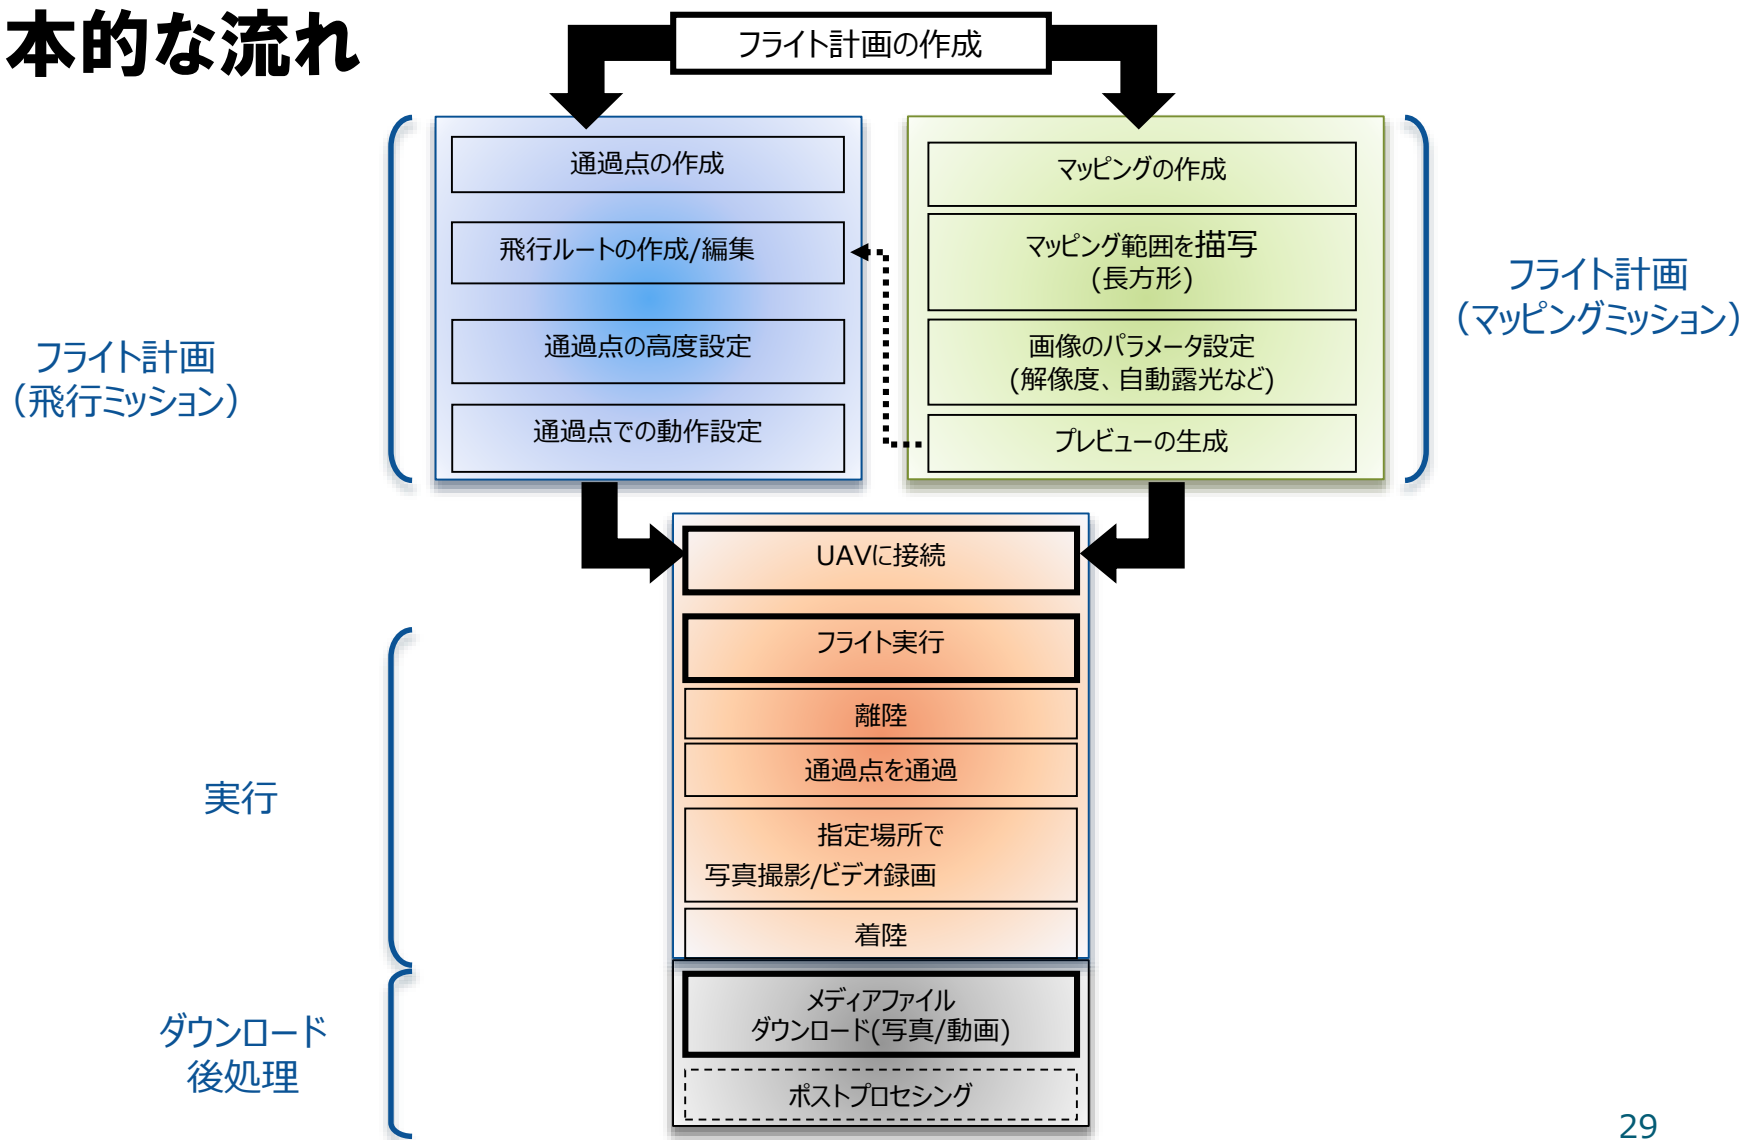 本的な流れ
フライト計画の作成
通過点の作成
飛行ルートの作成/編集
通過点の高度設定
通過点での動作設定
マッピングの作成
マッピング範囲を描写
(長方形)
画像のパラメータ設定
(解像度、自動露光など)
プレビューの生成
フライト計画
（飛行ミッション）
フライト計画
（マッピングミッション）
UAVに接続
フライト実行
離陸
通過点を通過
指定場所で
写真撮影/ビデオ録画
着陸
実行
メディアファイル
ダウンロード(写真/動画)
ポストプロセシング
ダウンロード
後処理
29